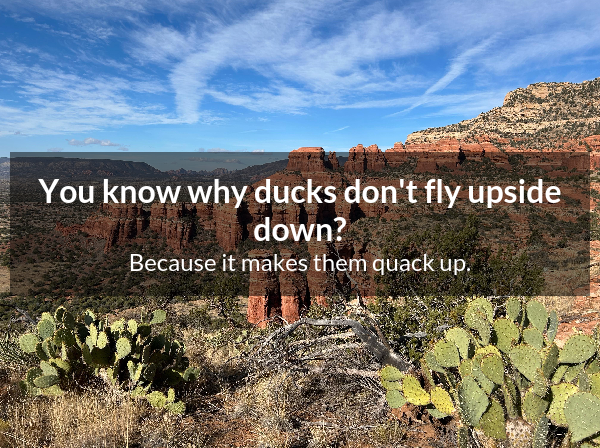 You know why ducks don't fly upside
down?
Because it makes them quack up.